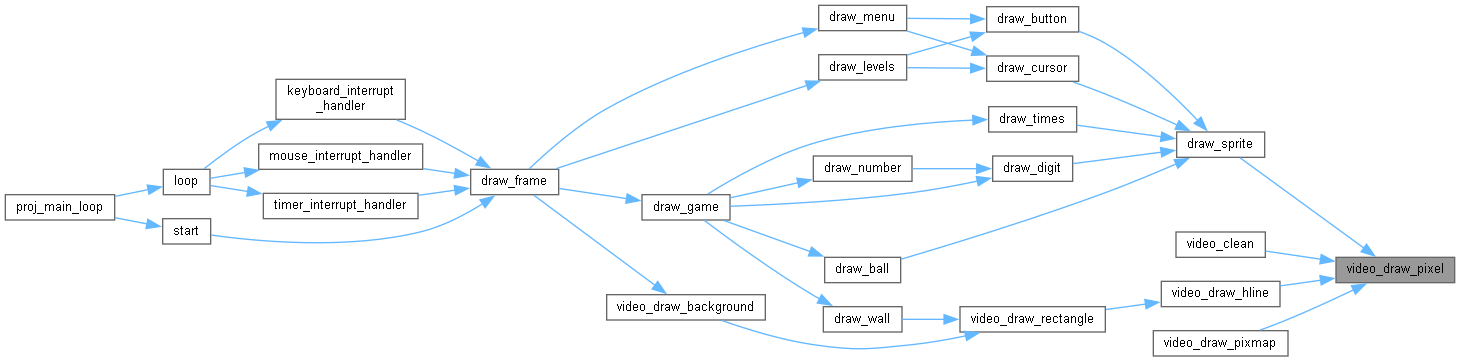 draw_menu
draw_button
draw_levels
draw_cursor
keyboard_interrupt
_handler
draw_times
draw_sprite
mouse_interrupt_handler
draw_number
draw_digit
loop
draw_frame
proj_main_loop
timer_interrupt_handler
draw_game
start
video_clean
draw_ball
video_draw_pixel
video_draw_hline
video_draw_background
draw_wall
video_draw_rectangle
video_draw_pixmap